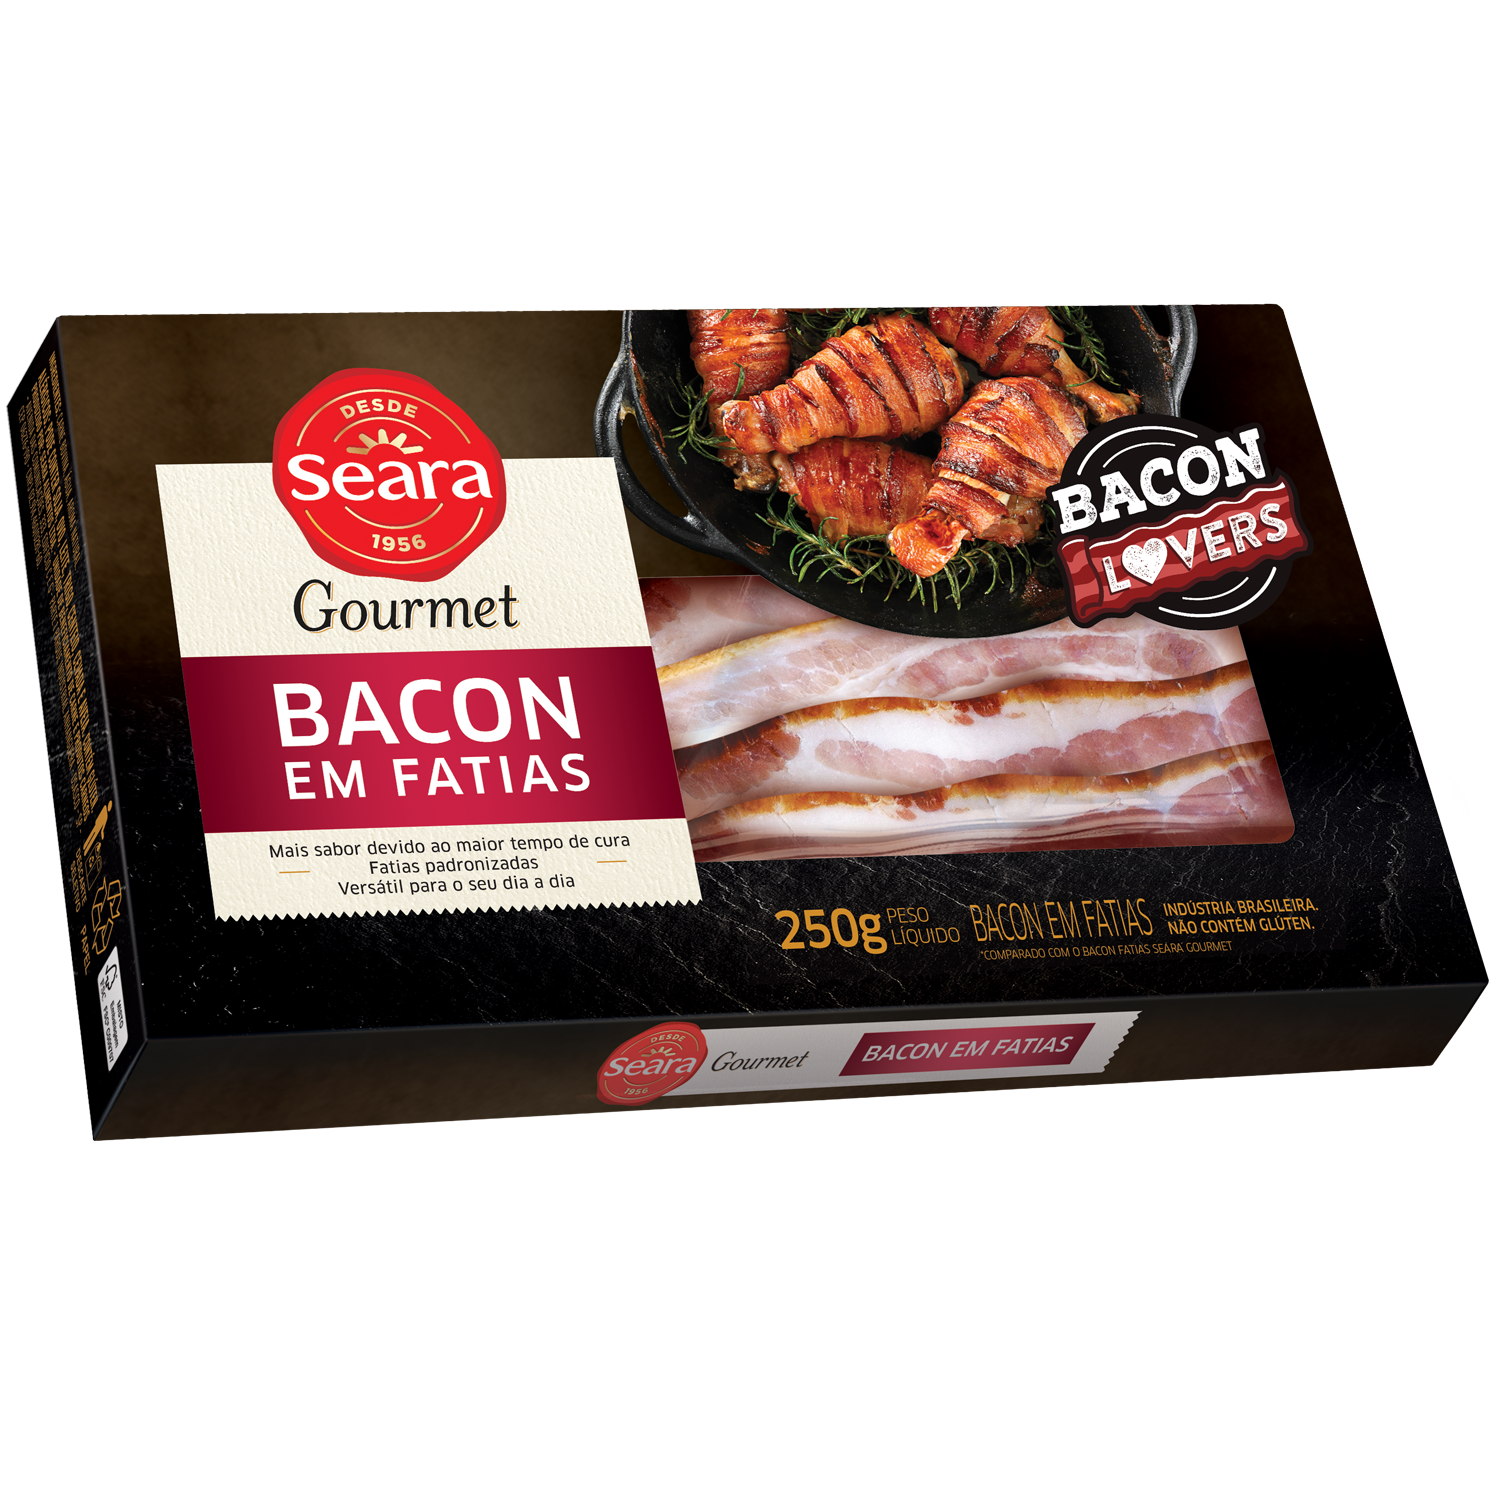 DESDE
Seara
1956
Gourmet
BACON
EM FATIAS
Mais sabor devido ao maior tempo de cura
Fatias padronizadas
Versátil para o seu dia a dia
BACON
LOVERS
250g PESO LÍQUIDO
BACON EM FATIAS
INDÚSTRIA BRASILEIRA.
NÃO CONTÉM GLÚTEN.
*COMPARADO COM O BACON FATIAS SEARA GOURMET
DESDE
Seara
1956
Gourmet
BACON EM FATIAS
PAPEL
MISTO